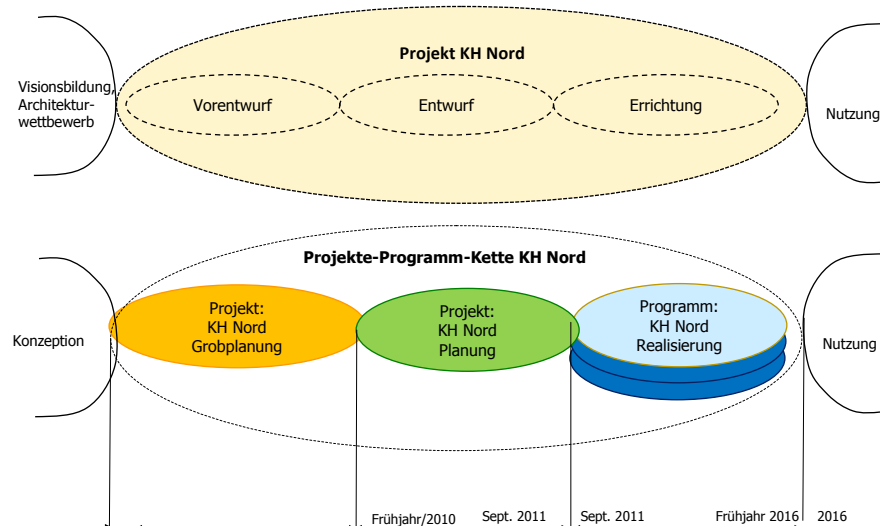 Projekt KH Nord
Visionsbildung,
Architektur-
wettbewerb
Vorentwurf
Entwurf
Errichtung
Nutzung
Projekte-Programm-Kette KH Nord
Konzeption
Projekt:
KH Nord
Grobplanung
Projekt:
KH Nord
Planung
Programm:
KH Nord
Realisierung
Nutzung
Frühjahr/2010
Sept. 2011
Sept. 2011
Frühjahr 2016
2016